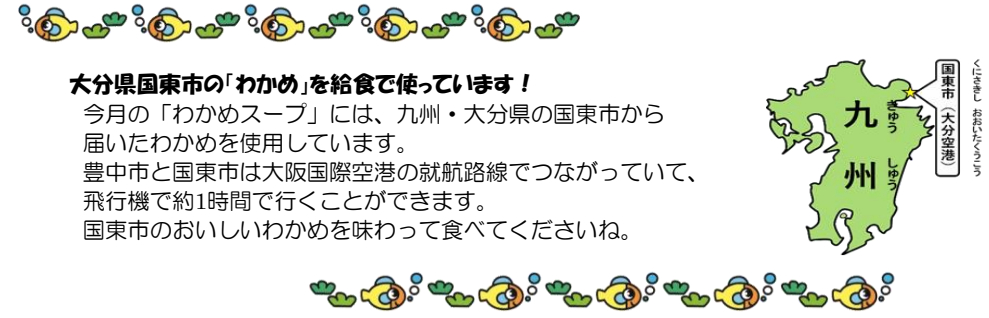 大分県国東市の「わかめ」を給食で使っています！
今月の「わかめスープ」には、九州・大分県の国東市から
届いたわかめを使用しています。
豊中市と国東市は大阪国際空港の就航路線でつながっていて、
飛行機で約1時間で行くことができます。
国東市のおいしいわかめを味わって食べてくださいね。
九州
きゅうしゅう
国東市（大分空港）
くにさきし おおいたくうこう